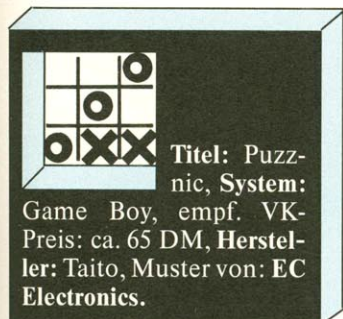 O
O
OXX
Titel: Puzz-
nic, System:
Game Boy, empf. VK-
Preis: ca. 65 DM, Herstel-
ler: Taito, Muster von: EC
Electronics.